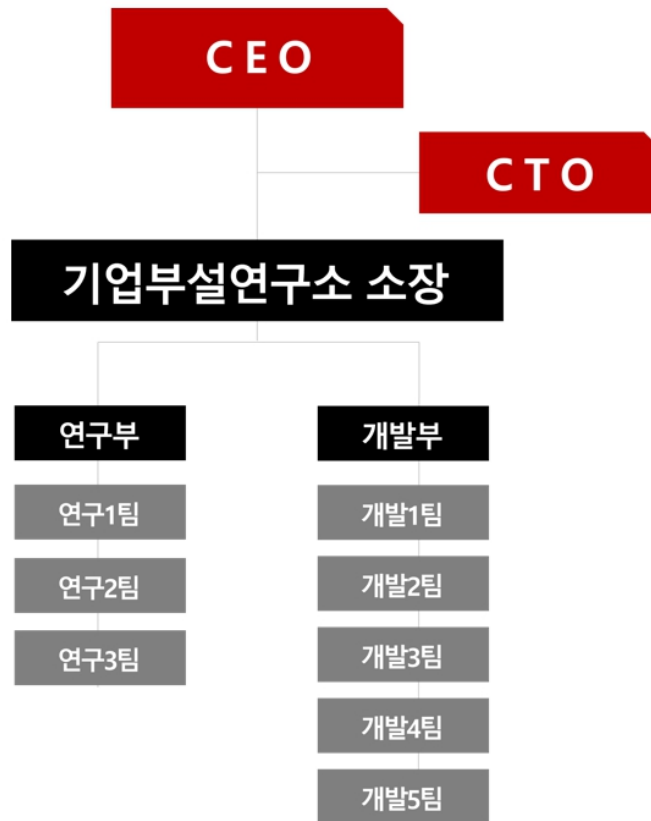 CEO
CTO
기업부설연구소 소장
연구부
연구1팀
연구2팀
연구3팀
개발부
개발1팀
개발2팀
개발3팀
개발4팀
개발5팀